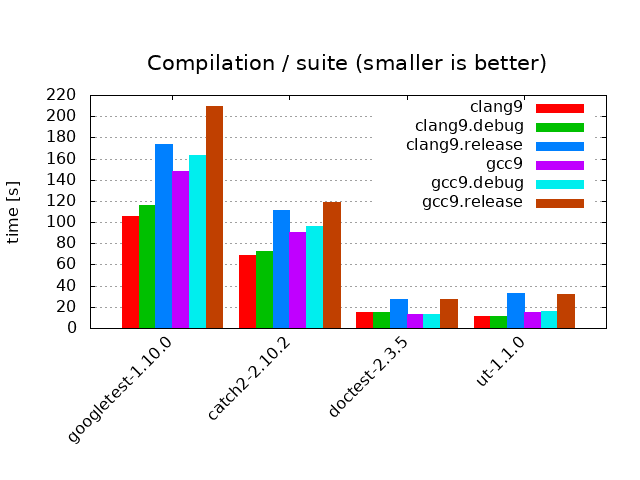 Compilation / suite (smaller is better)
time [s]
220
200
180
160
140
120
100
80
60
40
20
0
clang9
clang9.debug
clang9.release
gcc9
gcc9.debug
gcc9.release
googletest-1.10.0
catch2-2.10.2
doctest-2.3.5
ut-1.1.0